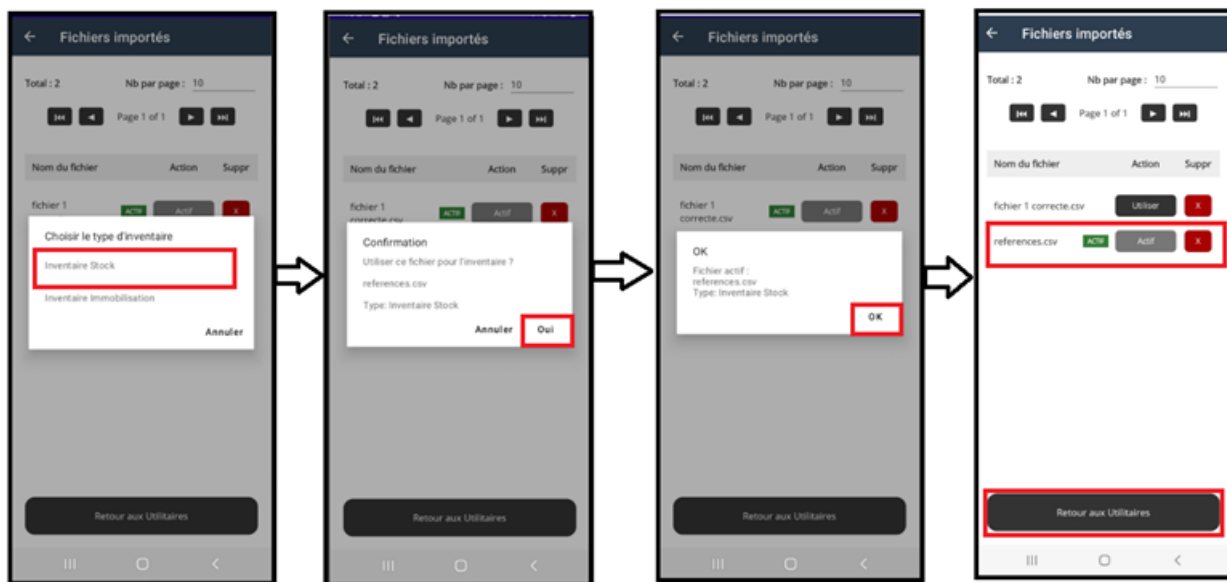 Fichiers importés
Total : 2 Nb par page : 10
Page 1 of 1
Nom du fichier Action Suppr
fichier 1
ACTIF Actif X
Choisir le type d'inventaire
Inventaire Stock
Inventaire Immobilisation
Annuler
Retour aux Utilitaires
Fichiers importés
Total : 2 Nb par page : 10
Page 1 of 1
Nom du fichier Action Suppr
fichier 1
correcte.csv ACTIF Actif X
Confirmation
Utiliser ce fichier pour l'inventaire ?
references.csv
Type: Inventaire Stock
Annuler Oui
Retour aux Utilitaires
Fichiers importés
Total : 2 Nb par page : 10
Page 1 of 1
Nom du fichier Action Suppr
fichier 1
correcte.csv ACTIF Actif X
OK
Fichier actif :
references.csv
Type: Inventaire Stock
OK
Retour aux Utilitaires
Fichiers importés
Total : 2 Nb par page : 10
Page 1 of 1
Nom du fichier Action Suppr
fichier 1 correcte.csv Utiliser X
references.csv ACTIF Actif X
Retour aux Utilitaires